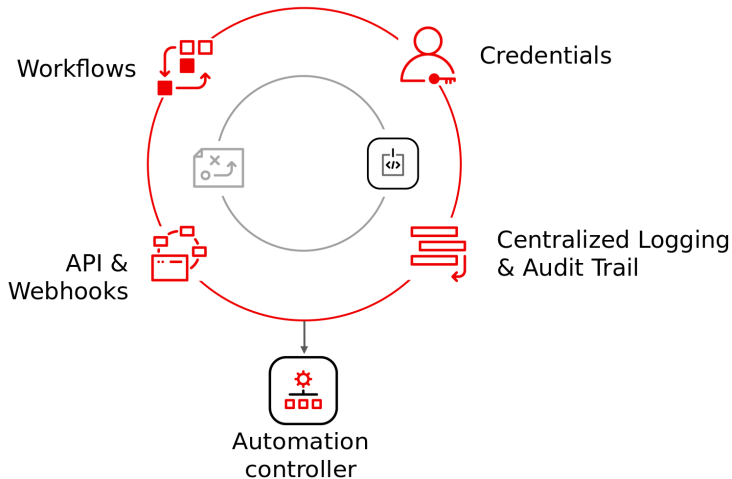 Workflows
Credentials
Centralized Logging
& Audit Trail
API &
Webhooks
Automation
controller